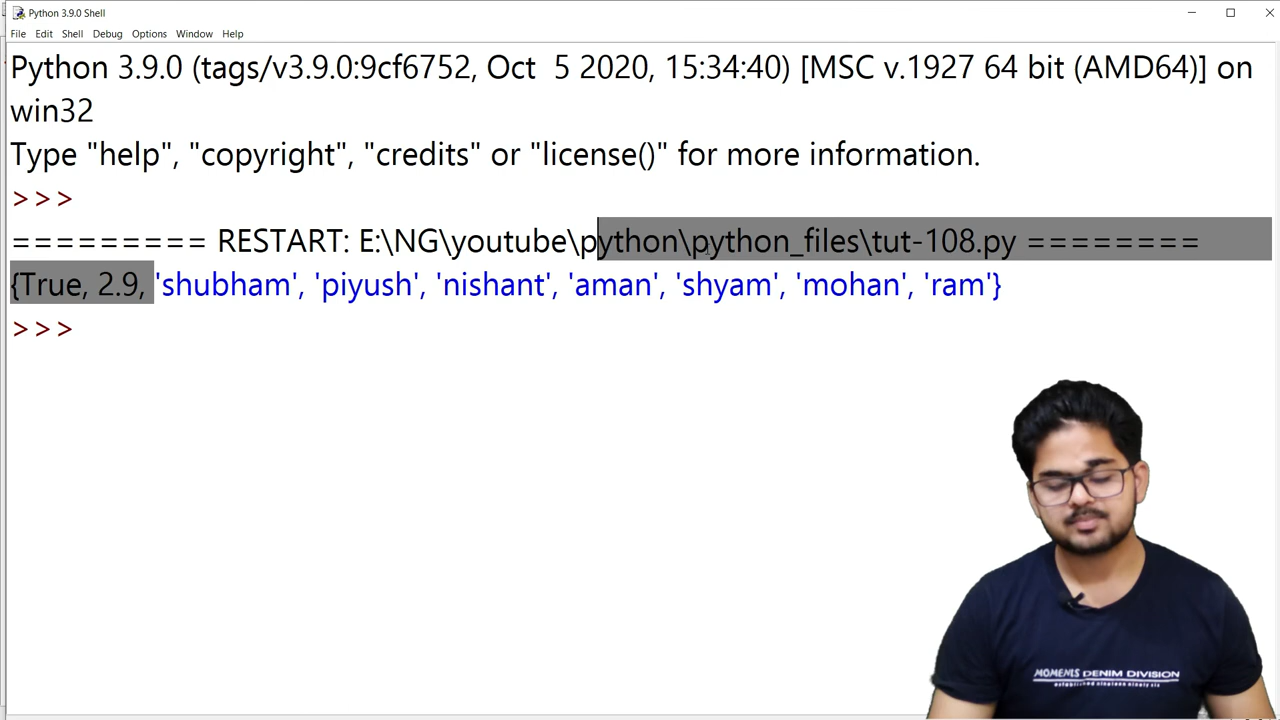 Python 3.9.0 Shell
File Edit Shell Debug Options Window Help
Python 3.9.0 (tags/v3.9.0:9cf6752, Oct  5 2020, 15:34:40) [MSC v.1927 64 bit (AMD64)] on
win32
Type "help", "copyright", "credits" or "license()" for more information.
>>>
========= RESTART: E:\NG\youtube\python\python_files\tut-108.py ========
{True, 2.9, 'shubham', 'piyush', 'nishant', 'aman', 'shyam', 'mohan', 'ram'}
>>>
MOMENTS DENIM DIVISION